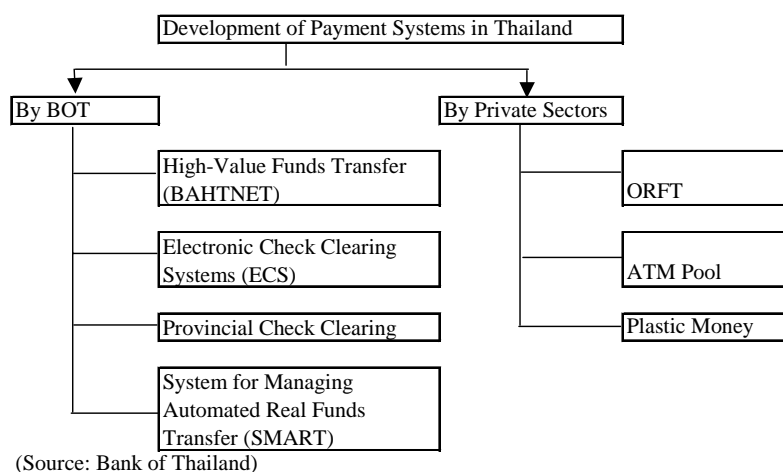 Development of Payment Systems in Thailand
By BOT
By Private Sectors
High-Value Funds Transfer
(BAHTNET)
ORFT
Electronic Check Clearing
Systems (ECS)
ATM Pool
Provincial Check Clearing
Plastic Money
System for Managing
Automated Real Funds
Transfer (SMART)
(Source: Bank of Thailand)